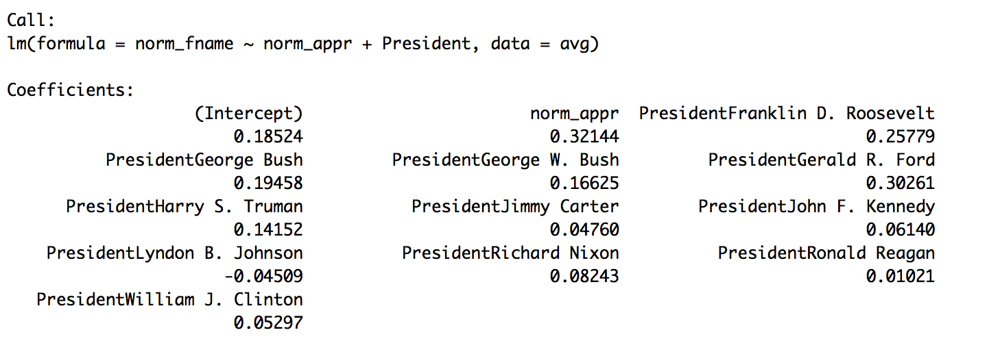 Call:
lm(formula = norm_fname ~ norm_appr + President, data = avg)
Coefficients:
(Intercept) norm_appr PresidentFranklin D. Roosevelt
0.18524 0.32144 0.25779
PresidentGeorge Bush PresidentGeorge W. Bush PresidentGerald R. Ford
0.19458 0.16625 0.30261
PresidentHarry S. Truman PresidentJimmy Carter PresidentJohn F. Kennedy
0.14152 0.04760 0.06140
PresidentLyndon B. Johnson PresidentRichard Nixon PresidentRonald Reagan
-0.04509 0.08243 0.01021
PresidentWilliam J. Clinton
0.05297